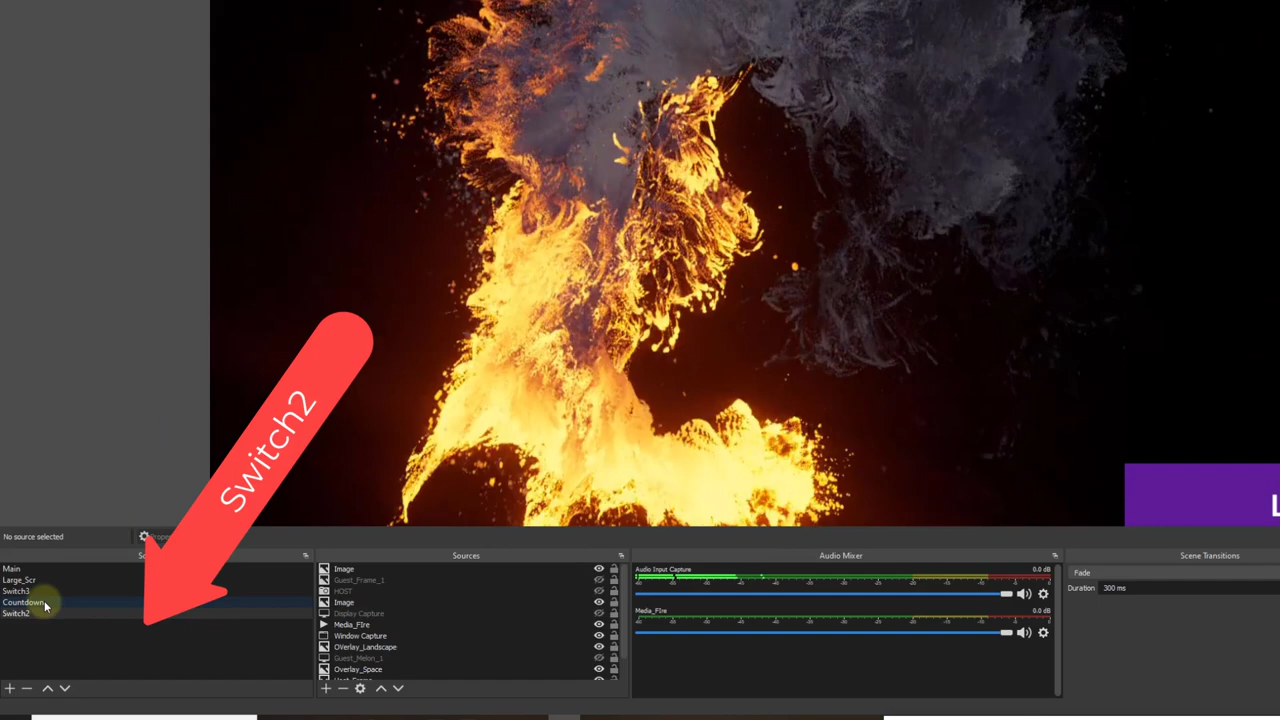 Switch2
L
No source selected
Sources
Audio Mixer
Scene Transitions
Main
Large_Scr
Switch3
Countdown
Switch2
Image
Guest_Frame_1
HOST
Image
Display Capture
Media_FIre
Window Capture
OVerlay_Landscape
Guest_Melon_1
Overlay_Space
Audio Input Capture
0.0 dB
Media_FIre
0.0 dB
Fade
Duration 300 ms